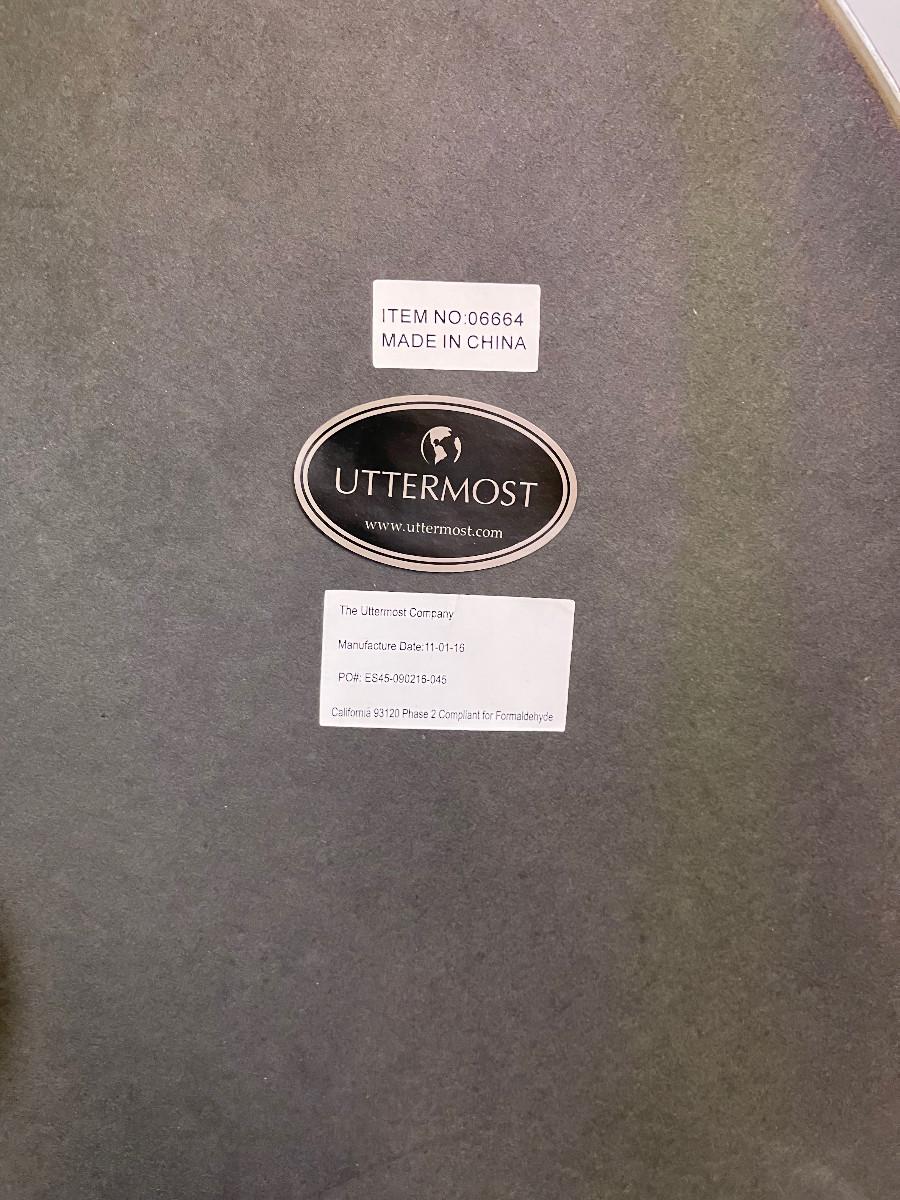 ITEM NO:06664
MADE IN CHINA
UTTERMOST
www.uttermost.com
The Uttermost Company
Manufacture Date:11-01-16
PO#: ES45-090216-045
California 93120 Phase 2 Compliant for Formaldehyde